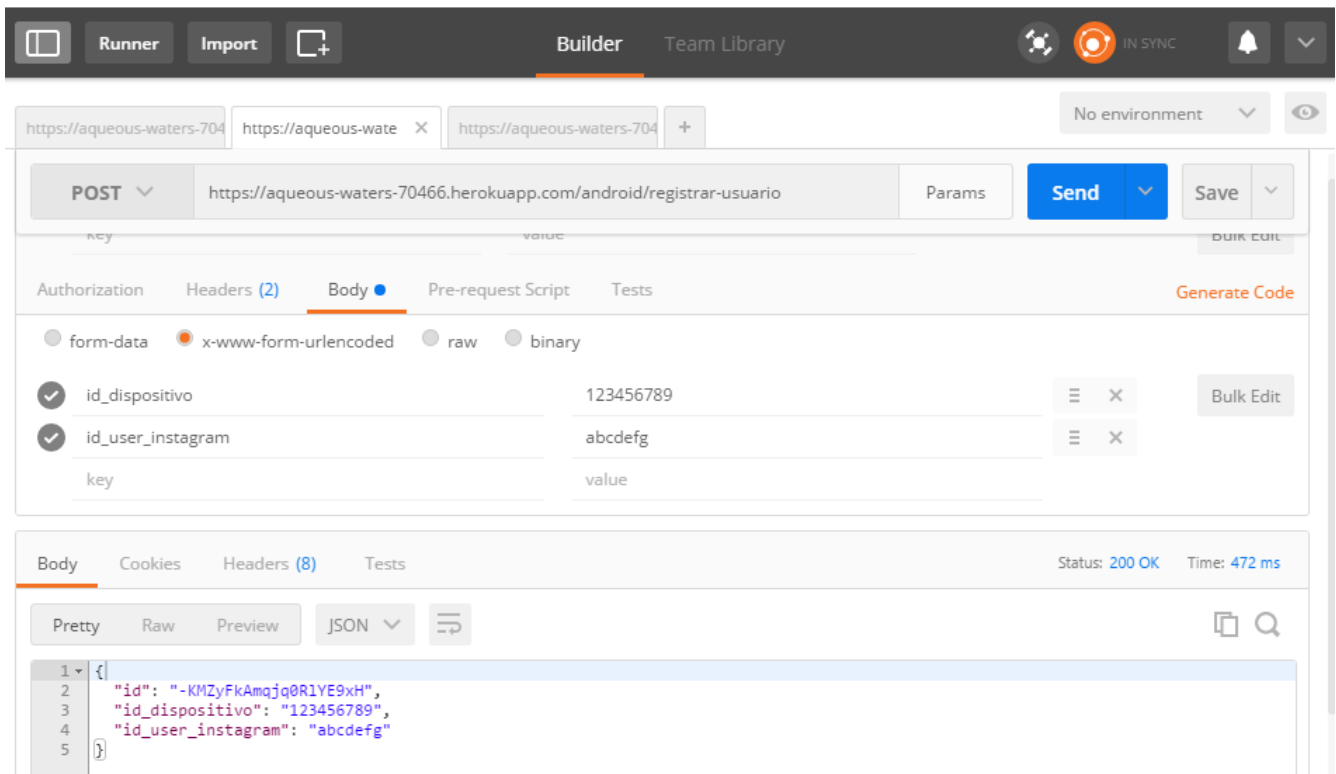 Runner Import Builder Team Library IN SYNC
https://aqueous-waters-704 https://aqueous-wate https://aqueous-waters-704 + No environment
POST https://aqueous-waters-70466.herokuapp.com/android/registrar-usuario Params Send Save
key value Bulk Edit
Authorization Headers (2) Body Pre-request Script Tests Generate Code
form-data x-www-form-urlencoded raw binary
id_dispositivo 123456789 Bulk Edit
id_user_instagram abcdefg
key value
Body Cookies Headers (8) Tests Status: 200 OK Time: 472 ms
Pretty Raw Preview JSON
1 {
2 "id": "-KMZyFkAmqjq0RlYE9xH",
3 "id_dispositivo": "123456789",
4 "id_user_instagram": "abcdefg"
5 }